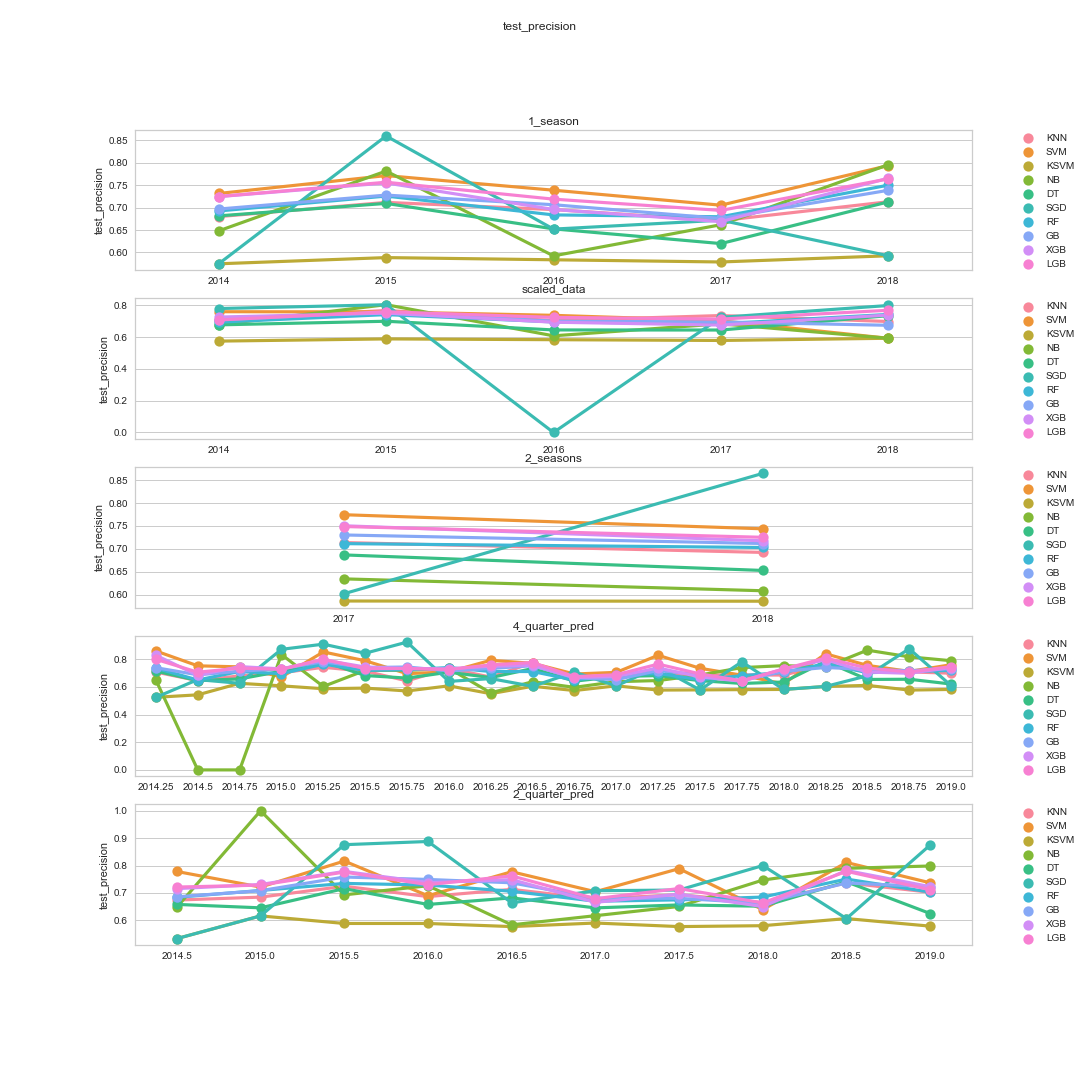 test_precision
1_season
test_precision
0.85
0.80
0.75
0.70
0.65
0.60
2014 2015 2016 2017 2018
KNN
SVM
KSVM
NB
DT
SGD
RF
GB
XGB
LGB
scaled_data
test_precision
0.8
0.6
0.4
0.2
0.0
2014 2015 2016 2017 2018
KNN
SVM
KSVM
NB
DT
SGD
RF
GB
XGB
LGB
2_seasons
test_precision
0.85
0.80
0.75
0.70
0.65
0.60
2017 2018
KNN
SVM
KSVM
NB
DT
SGD
RF
GB
XGB
LGB
4_quarter_pred
test_precision
0.8
0.6
0.4
0.2
0.0
2014.25 2014.5 2014.75 2015.0 2015.25 2015.5 2015.75 2016.0 2016.25 2016.5 2016.75 2017.0 2017.25 2017.5 2017.75 2018.0 2018.25 2018.5 2018.75 2019.0
KNN
SVM
KSVM
NB
DT
SGD
RF
GB
XGB
LGB
2_quarter_pred
test_precision
1.0
0.9
0.8
0.7
0.6
2014.5 2015.0 2015.5 2016.0 2016.5 2017.0 2017.5 2018.0 2018.5 2019.0
KNN
SVM
KSVM
NB
DT
SGD
RF
GB
XGB
LGB